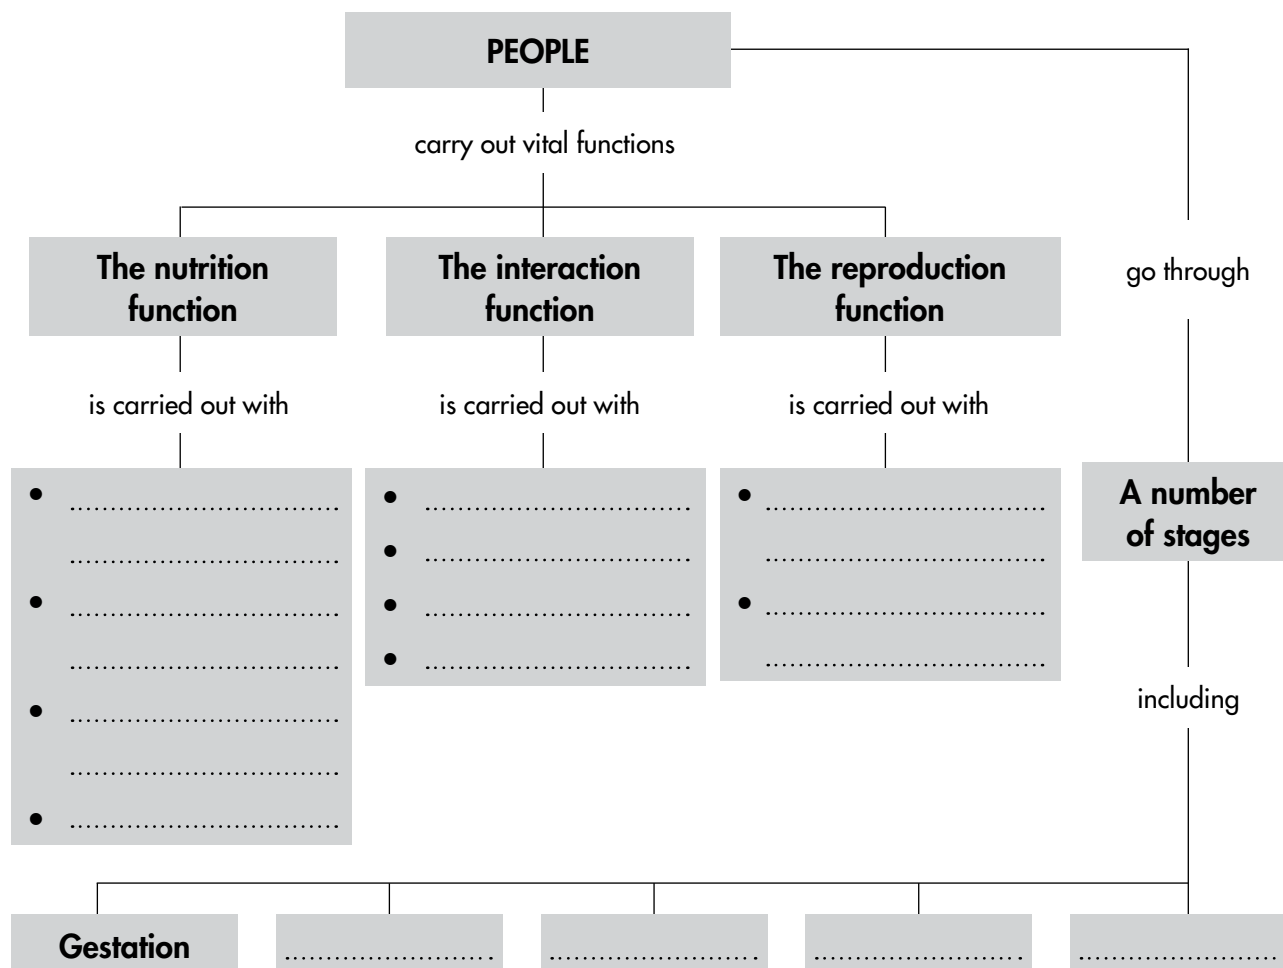 PEOPLE
carry out vital functions
The nutrition
function
The interaction
function
The reproduction
function
go through
is carried out with
is carried out with
is carried out with
A number
of stages
including
Gestation